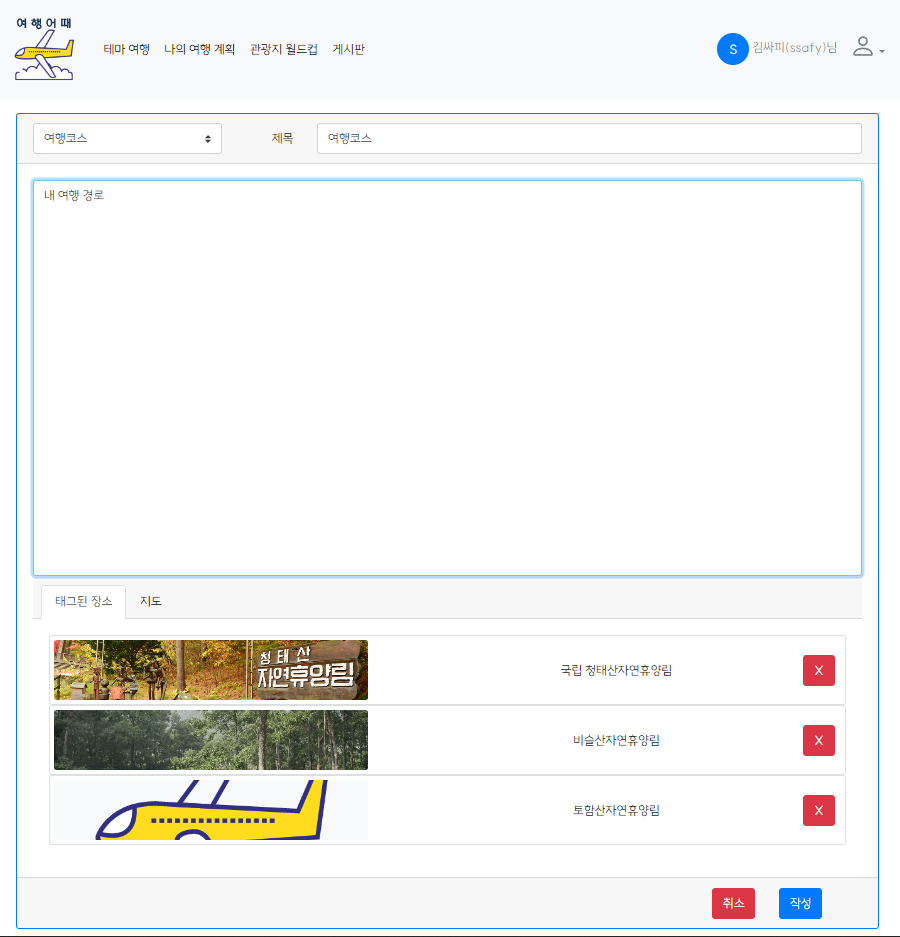 여행어때
테마 여행 나의 여행 계획 관광지 월드컵 게시판
S 김싸피(ssafy)님
여행코스 제목 여행코스
내 여행 경로
태그된 장소 지도
청태산
자연휴양림
국립 청태산자연휴양림 X
비슬산자연휴양림 X
토함산자연휴양림 X
취소 작성